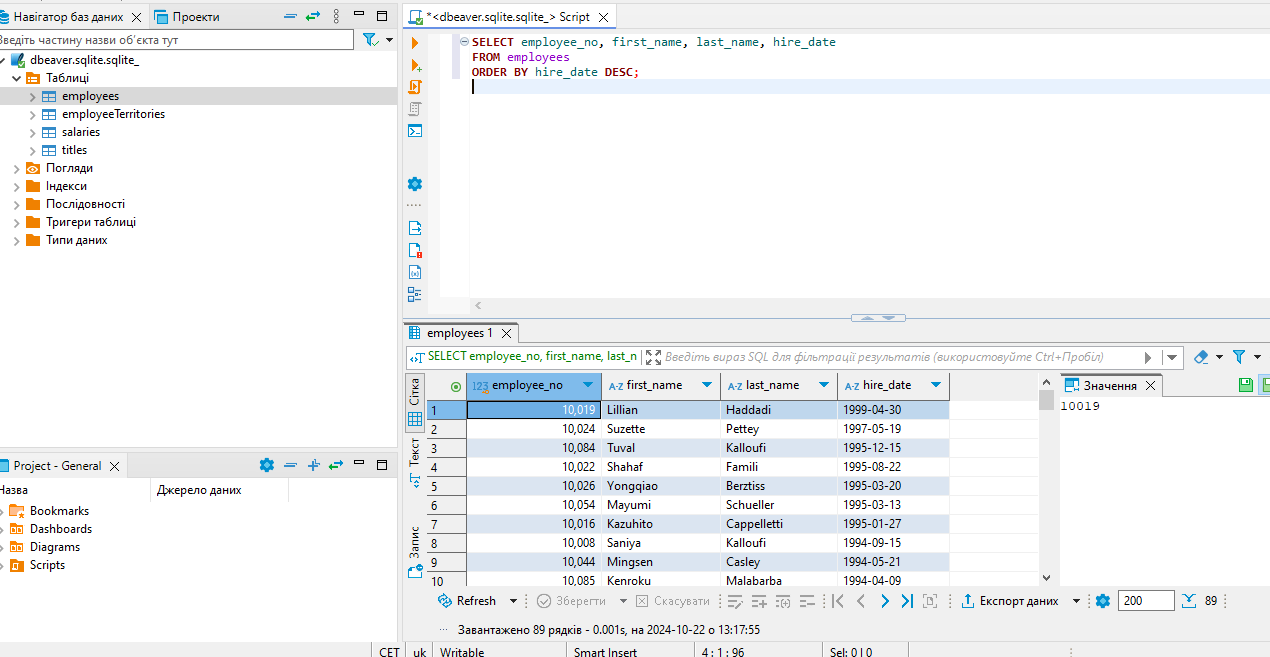 Навігатор баз даних
Проекти
Введіть частину назви об'єкта тут
dbeaver.sqlite.sqlite_
Таблиці
employees
employeeTerritories
salaries
titles
Погляди
Індекси
Послідовності
Тригери таблиці
Типи даних
Project - General
Назва
Джерело даних
Bookmarks
Dashboards
Diagrams
Scripts
*<dbeaver.sqlite.sqlite_> Script
SELECT employee_no, first_name, last_name, hire_date
FROM employees
ORDER BY hire_date DESC;
employees 1
SELECT employee_no, first_name, last_n
Введіть вираз SQL для фільтрації результатів (використовуйте Ctrl+Пробіл)
Сітка
Текст
Запис
123 employee_no A-Z first_name A-Z last_name A-Z hire_date
1 10,019 Lillian Haddadi 1999-04-30
2 10,024 Suzette Pettey 1997-05-19
3 10,084 Tuval Kalloufi 1995-12-15
4 10,022 Shahaf Famili 1995-08-22
5 10,026 Yongqiao Berztiss 1995-03-20
6 10,054 Mayumi Schueller 1995-03-13
7 10,016 Kazuhito Cappelletti 1995-01-27
8 10,008 Saniya Kalloufi 1994-09-15
9 10,044 Mingsen Casley 1994-05-21
10 10,085 Kenroku Malabarba 1994-04-09
Значення
10019
Refresh Зберегти Скасувати Експорт даних 200 89
Завантажено 89 рядків - 0.001s, на 2024-10-22 о 13:17:55
CET uk Writable Smart Insert 4 : 1 : 96 Sel: 0 | 0